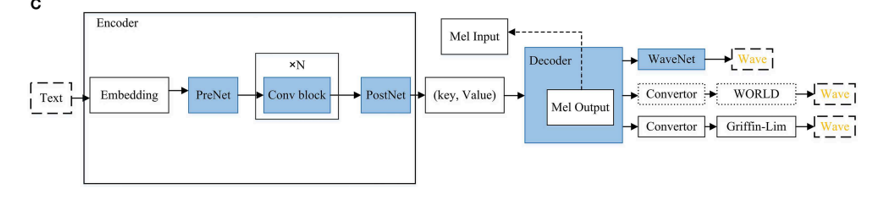 C
Encoder
Text
Embedding
PreNet
×N
Conv block
PostNet
(key, Value)
Mel Input
Decoder
Mel Output
WaveNet
Wave
Convertor
WORLD
Wave
Convertor
Griffin-Lim
Wave